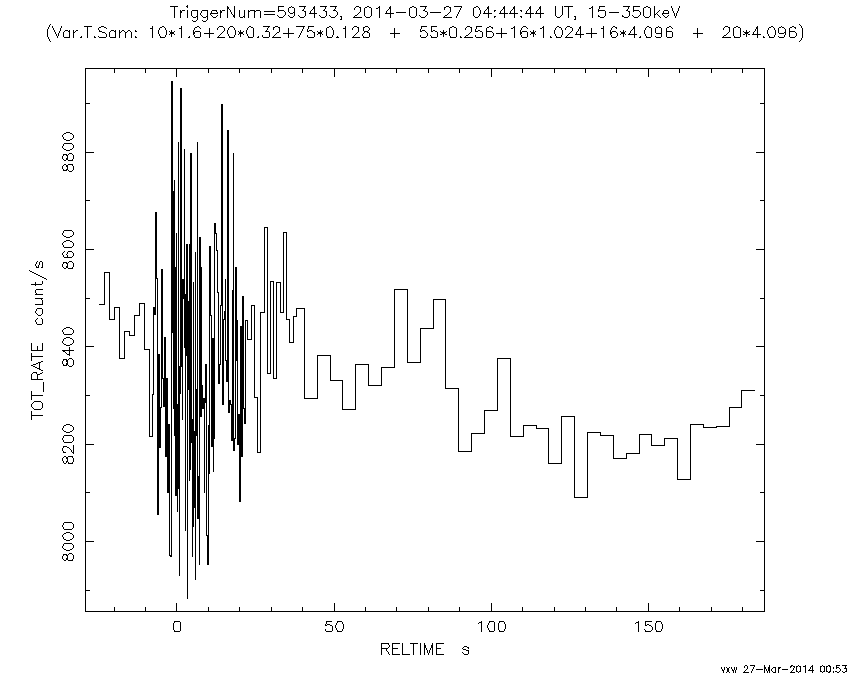 TriggerNum=593433, 2014-03-27 04:44:44 UT, 15-350keV
(Var.T.Sam: 10*1.6+20*0.32+75*0.128 + 55*0.256+16*1.024+16*4.096 + 20*4.096)
8800
8600
8400
8200
8000
TOT_RATE count/s
0 50 100 150
RELTIME s
vxw 27-Mar-2014 00:53